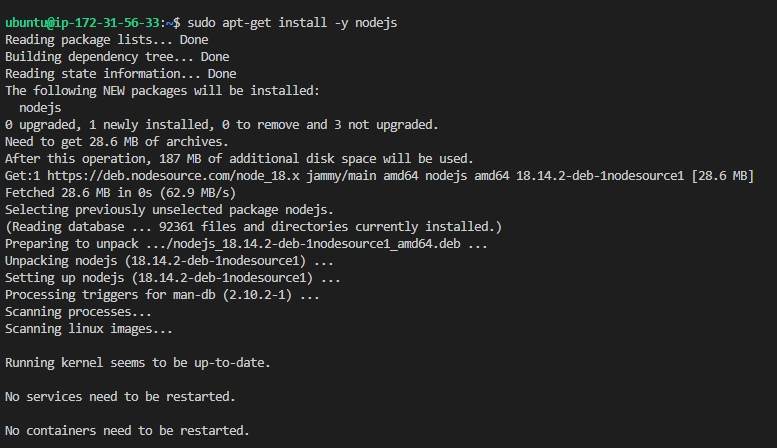 ubuntu@ip-172-31-56-33:~$ sudo apt-get install -y nodejs
Reading package lists... Done
Building dependency tree... Done
Reading state information... Done
The following NEW packages will be installed:
  nodejs
0 upgraded, 1 newly installed, 0 to remove and 3 not upgraded.
Need to get 28.6 MB of archives.
After this operation, 187 MB of additional disk space will be used.
Get:1 https://deb.nodesource.com/node_18.x jammy/main amd64 nodejs amd64 18.14.2-deb-1nodesource1 [28.6 MB]
Fetched 28.6 MB in 0s (62.9 MB/s)
Selecting previously unselected package nodejs.
(Reading database ... 92361 files and directories currently installed.)
Preparing to unpack .../nodejs_18.14.2-deb-1nodesource1_amd64.deb ...
Unpacking nodejs (18.14.2-deb-1nodesource1) ...
Setting up nodejs (18.14.2-deb-1nodesource1) ...
Processing triggers for man-db (2.10.2-1) ...
Scanning processes...
Scanning linux images...

Running kernel seems to be up-to-date.

No services need to be restarted.

No containers need to be restarted.